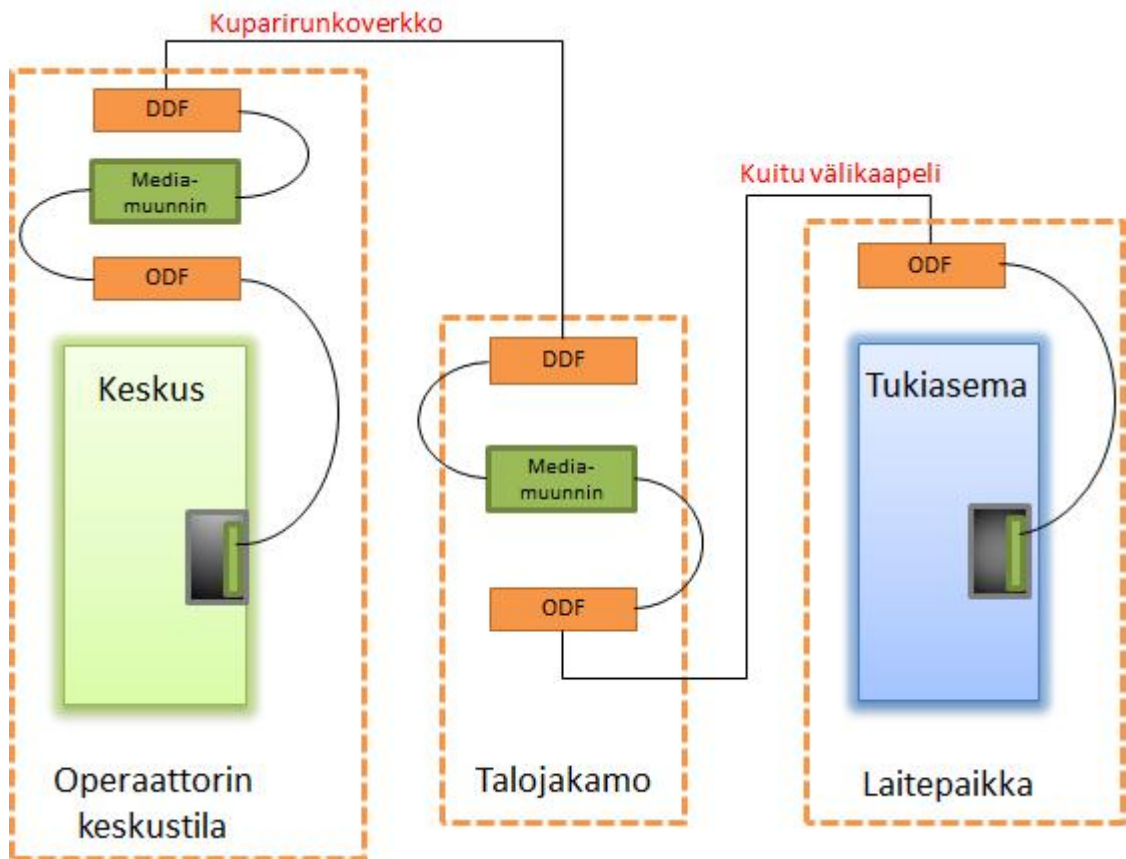 Kuparirunkoverkko
DDF
Media-
muunnin
ODF
Keskus
Operaattorin
keskustila
DDF
Media-
muunnin
ODF
Talojakamo
Kuitu välikaapeli
ODF
Tukiasema
Laitepaikka